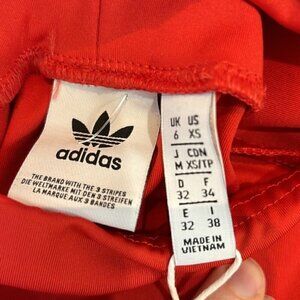 adidas
THE BRAND WITH THE 3 STRIPES
DIE WELTMARKE MIT DEN 3 STREIFEN
LA MARQUE AUX 3 BANDES
UK US
6 XS
J CDN
M XS/TP
D F
32 34
E I
32 38
MADE IN
VIETNAM